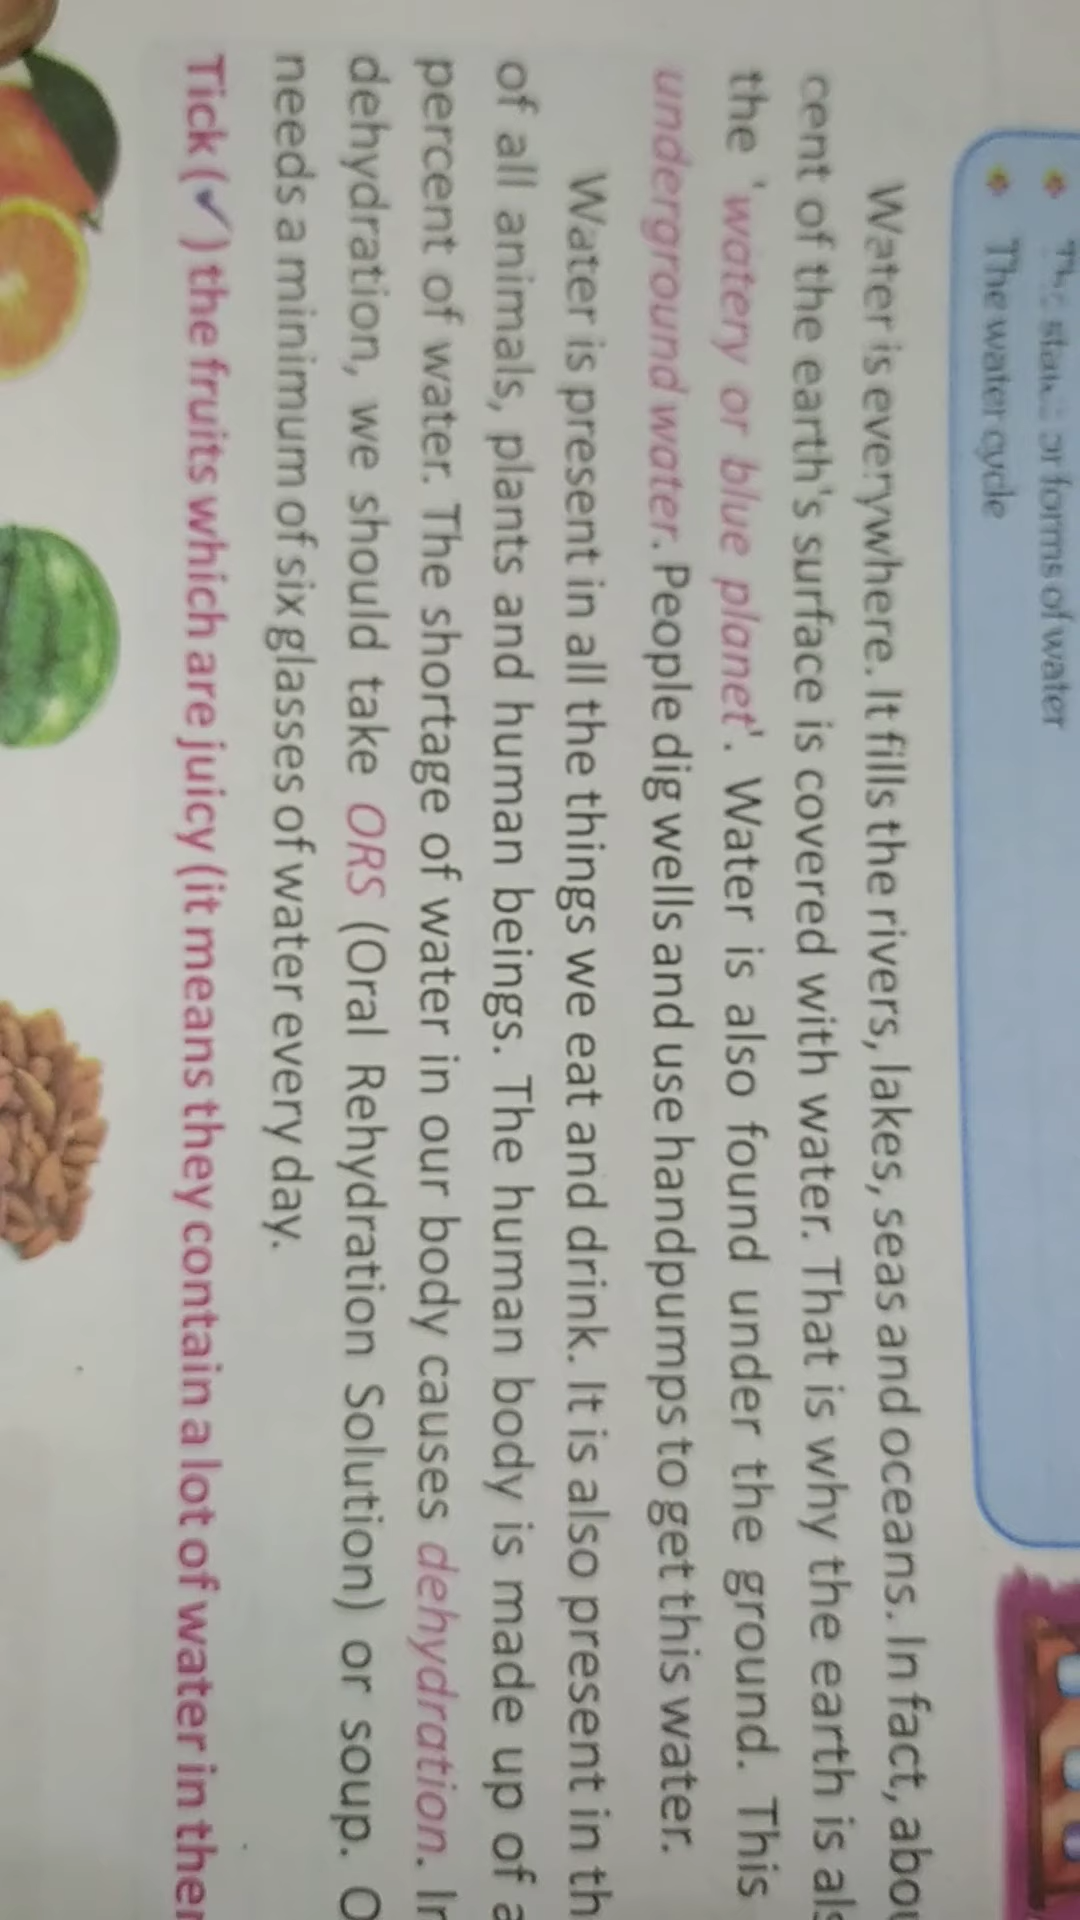 or forms of water
The water cycle
Water is everywhere. It fills the rivers, lakes, seas and oceans. In fact,
cent of the earth's surface is covered with water. That is why the earth is
the 'watery or blue planet'. Water is also found under the ground. This
underground water. People dig wells and use handpumps to get this water.
Water is present in all the things we eat and drink. It is also present in
of all animals, plants and human beings. The human body is made up of
percent of water. The shortage of water in our body causes dehydration.
dehydration, we should take ORS (Oral Rehydration Solution) or soup.
needs a minimum of six glasses of water every day.
Tick (✓) the fruits which are juicy (it means they contain a lot of water in